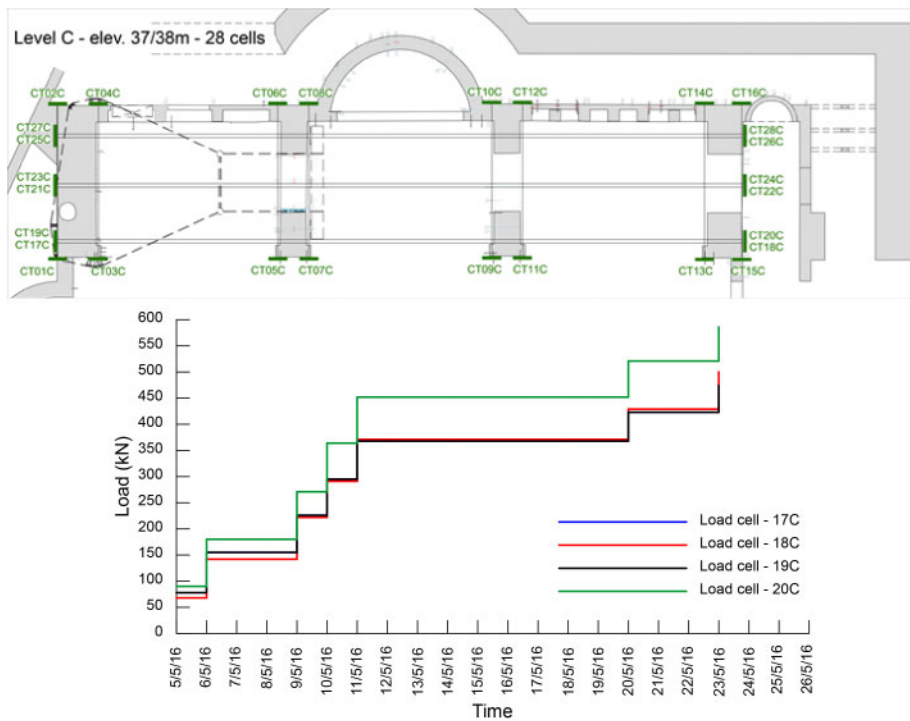 Level C - elev. 37/38m - 28 cells
CT02C
CT04C
CT06C
CT08C
CT10C
CT12C
CT14C
CT16C
CT27C
CT25C
CT28C
CT26C
CT23C
CT21C
CT24C
CT22C
CT19C
CT17C
CT20C
CT18C
CT01C
CT03C
CT05C
CT07C
CT09C
CT11C
CT13C
CT15C
600
550
500
450
400
350
300
250
200
150
100
50
0
Load (kN)
Load cell - 17C
Load cell - 18C
Load cell - 19C
Load cell - 20C
5/5/16
6/5/16
7/5/16
8/5/16
9/5/16
10/5/16
11/5/16
12/5/16
13/5/16
14/5/16
15/5/16
16/5/16
17/5/16
18/5/16
19/5/16
20/5/16
21/5/16
22/5/16
23/5/16
24/5/16
25/5/16
26/5/16
Time